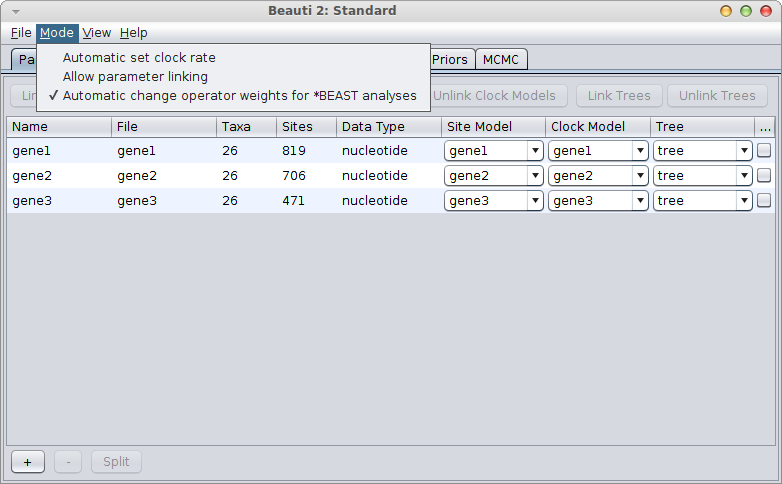 Beauti 2: Standard
File Mode View Help
Automatic set clock rate
Allow parameter linking
✓ Automatic change operator weights for *BEAST analyses
Pa Priors MCMC
Lin Unlink Clock Models Link Trees Unlink Trees
Name File Taxa Sites Data Type Site Model Clock Model Tree ...
gene1 gene1 26 819 nucleotide gene1 gene1 tree
gene2 gene2 26 706 nucleotide gene2 gene2 tree
gene3 gene3 26 471 nucleotide gene3 gene3 tree
+ - Split